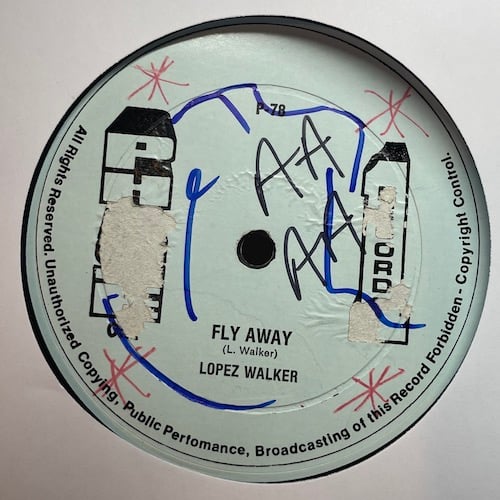 P-78
AA
AA
FLY AWAY
(L. Walker)
LOPEZ WALKER
All Rights Reserved. Unauthorized Copying, Public Perfomance, Broadcasting of this Record Forbidden - Copyright Control.